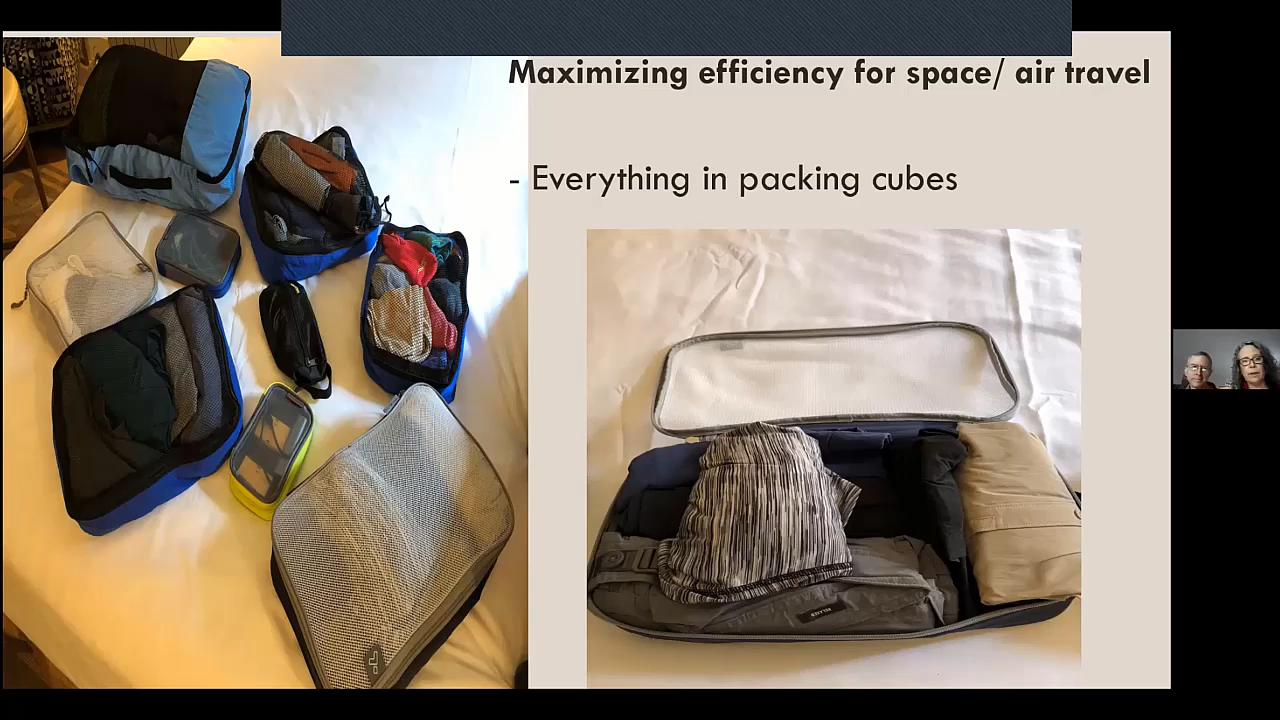 Maximizing efficiency for space/ air travel
- Everything in packing cubes